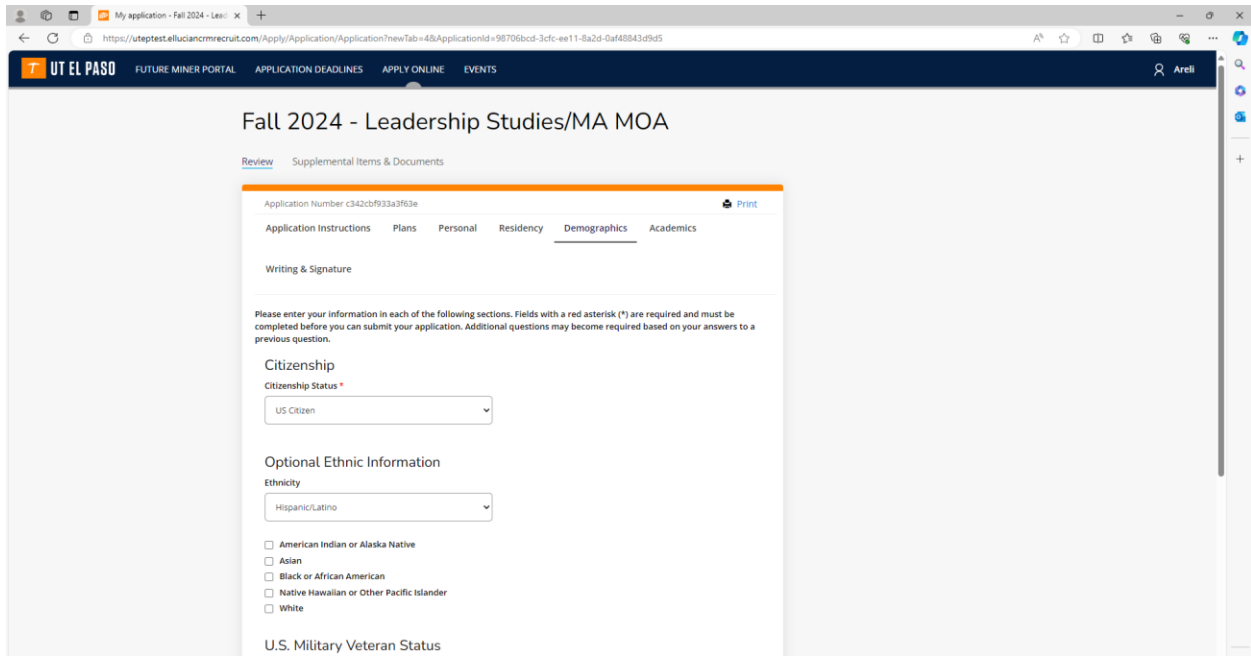 My application - Fall 2024 - Lead
https://uteptest.elluciancrmrecruit.com/Apply/Application/Application?newTab=4&ApplicationId=98706bcd-3cfc-ee11-8a2d-0af48843d9d5
UT EL PASO FUTURE MINER PORTAL APPLICATION DEADLINES APPLY ONLINE EVENTS Areli
Fall 2024 - Leadership Studies/MA MOA
Review Supplemental Items & Documents
Application Number c342cbf933a3f63e Print
Application Instructions Plans Personal Residency Demographics Academics
Writing & Signature
Please enter your information in each of the following sections. Fields with a red asterisk (*) are required and must be
completed before you can submit your application. Additional questions may become required based on your answers to a
previous question.
Citizenship
Citizenship Status *
US Citizen
Optional Ethnic Information
Ethnicity
Hispanic/Latino
American Indian or Alaska Native
Asian
Black or African American
Native Hawaiian or Other Pacific Islander
White
U.S. Military Veteran Status